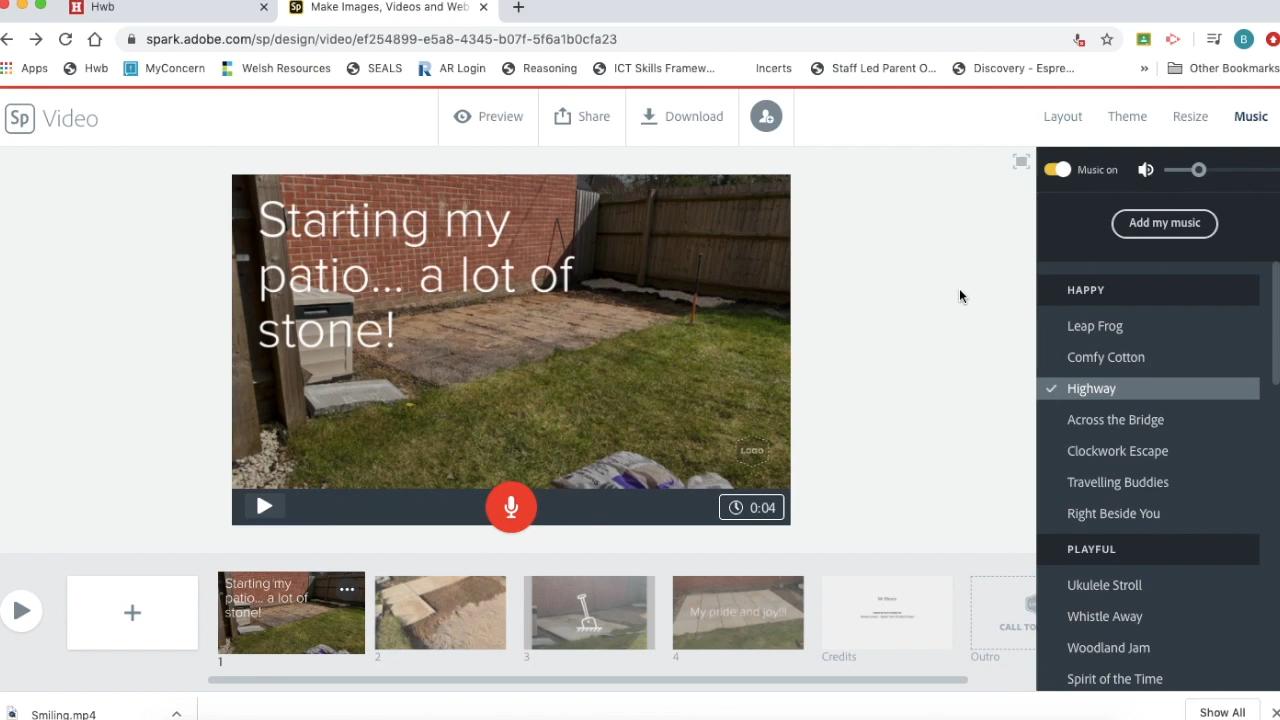 Hwb
Sp Make Images, Videos and Web
spark.adobe.com/sp/design/video/ef254899-e5a8-4345-b07f-5f6a1b0cfa23
B
Apps Hwb MyConcern Welsh Resources SEALS AR Login Reasoning ICT Skills Framew... Incerts Staff Led Parent O... Discovery - Espre... » Other Bookmarks
Sp Video
Preview Share Download
Layout Theme Resize Music
Music on
Add my music
Starting my
patio... a lot of
stone!
LOGO
0:04
HAPPY
Leap Frog
Comfy Cotton
Highway
Across the Bridge
Clockwork Escape
Travelling Buddies
Right Beside You
PLAYFUL
Ukulele Stroll
Whistle Away
Woodland Jam
Spirit of the Time
Starting my
patio... a lot of
stone!
My pride and joy!!!
CALL TO
1 2 3 4 Credits Outro
Smiling.mp4
Show All